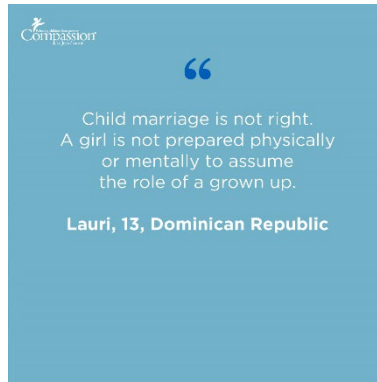 Compassion
“
Child marriage is not right.
A girl is not prepared physically
or mentally to assume
the role of a grown up.
Lauri, 13, Dominican Republic